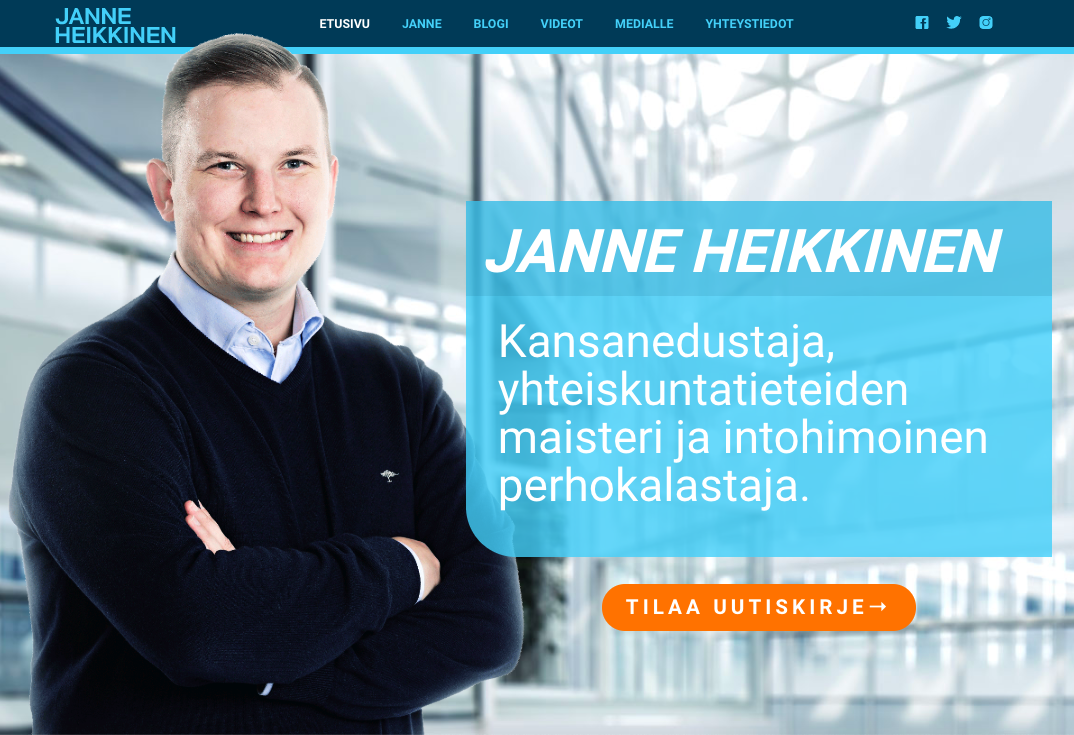 JANNE
HEIKKINEN
ETUSIVU JANNE BLOGI VIDEOT MEDIALLE YHTEYSTIEDOT
JANNE HEIKKINEN
Kansanedustaja,
yhteiskuntatieteiden
maisteri ja intohimoinen
perhokalastaja.
TILAA UUTISKIRJE→